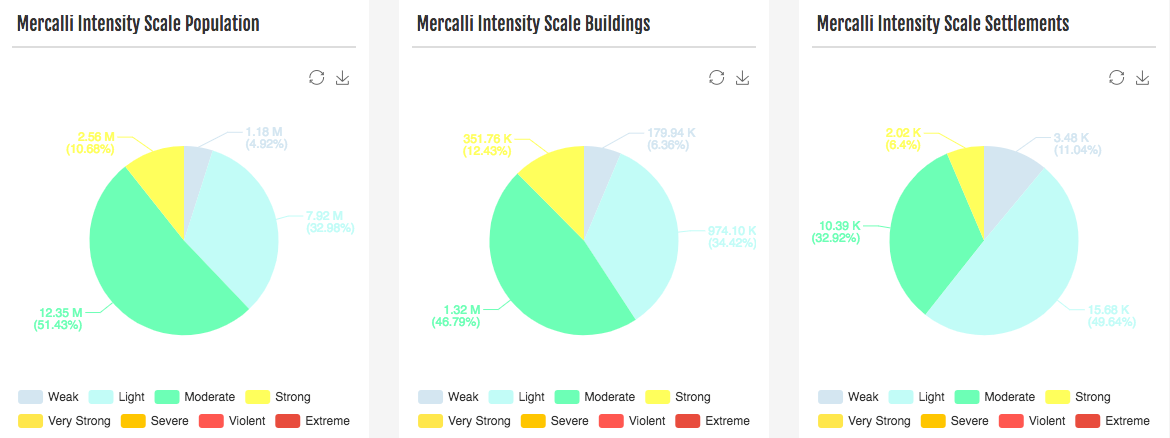 Mercalli Intensity Scale Population
2.56 M
(10.68%)
1.18 M
(4.92%)
7.92 M
(32.98%)
12.35 M
(51.43%)
Weak Light Moderate Strong
Very Strong Severe Violent Extreme
Mercalli Intensity Scale Buildings
351.76 K
(12.43%)
179.94 K
(6.36%)
974.10 K
(34.42%)
1.32 M
(46.79%)
Weak Light Moderate Strong
Very Strong Severe Violent Extreme
Mercalli Intensity Scale Settlements
2.02 K
(6.4%)
3.48 K
(11.04%)
10.39 K
(32.92%)
15.68 K
(49.64%)
Weak Light Moderate Strong
Very Strong Severe Violent Extreme